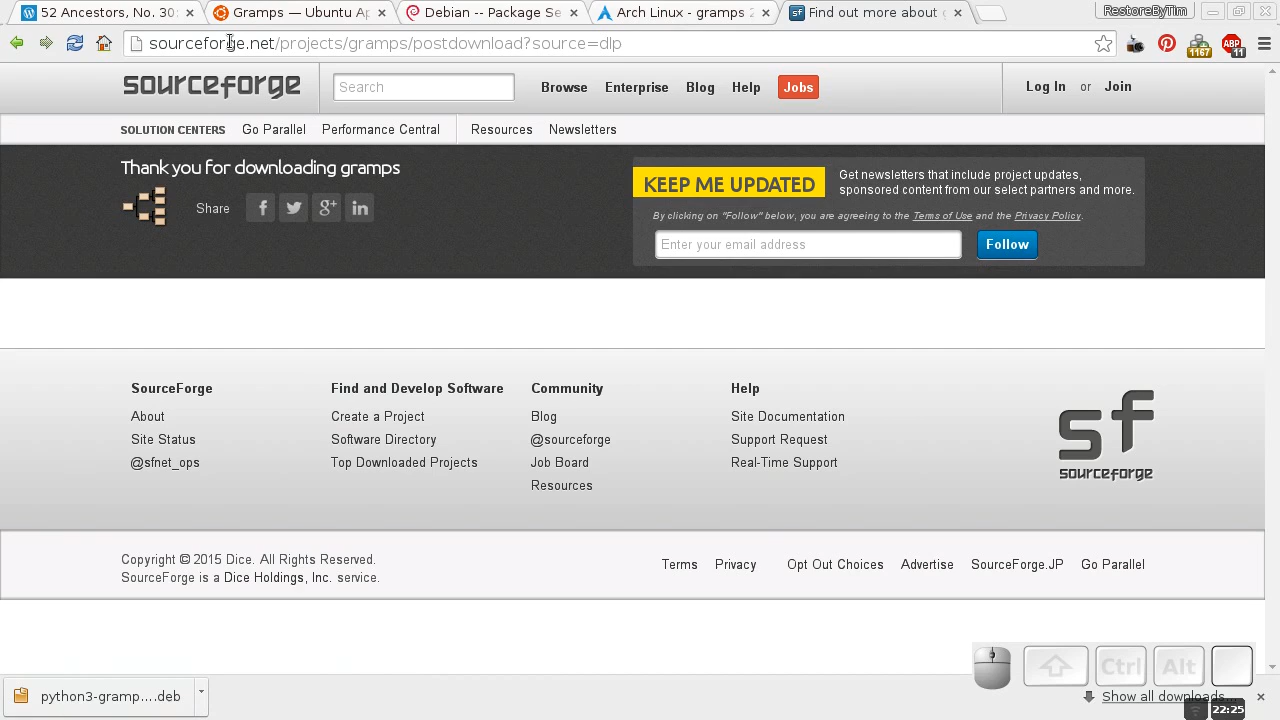 52 Ancestors, No. 30:
Gramps — Ubuntu Ap
Debian -- Package Se
Arch Linux - gramps 2
Find out more about g
RestoreByTim
sourceforge.net/projects/gramps/postdownload?source=dlp
1167
ABP
11
sourceforge
Search
Browse
Enterprise
Blog
Help
Jobs
Log In or Join
SOLUTION CENTERS
Go Parallel
Performance Central
Resources
Newsletters
Thank you for downloading gramps
Share
KEEP ME UPDATED
Get newsletters that include project updates,
sponsored content from our select partners and more.
By clicking on "Follow" below, you are agreeing to the Terms of Use and the Privacy Policy.
Enter your email address
Follow
SourceForge
About
Site Status
@sfnet_ops
Find and Develop Software
Create a Project
Software Directory
Top Downloaded Projects
Community
Blog
@sourceforge
Job Board
Resources
Help
Site Documentation
Support Request
Real-Time Support
sf
sourceforge
Copyright © 2015 Dice. All Rights Reserved.
SourceForge is a Dice Holdings, Inc. service.
Terms
Privacy
Opt Out Choices
Advertise
SourceForge.JP
Go Parallel
Ctrl
Alt
python3-gramp....deb
Show all downloads...
22:25